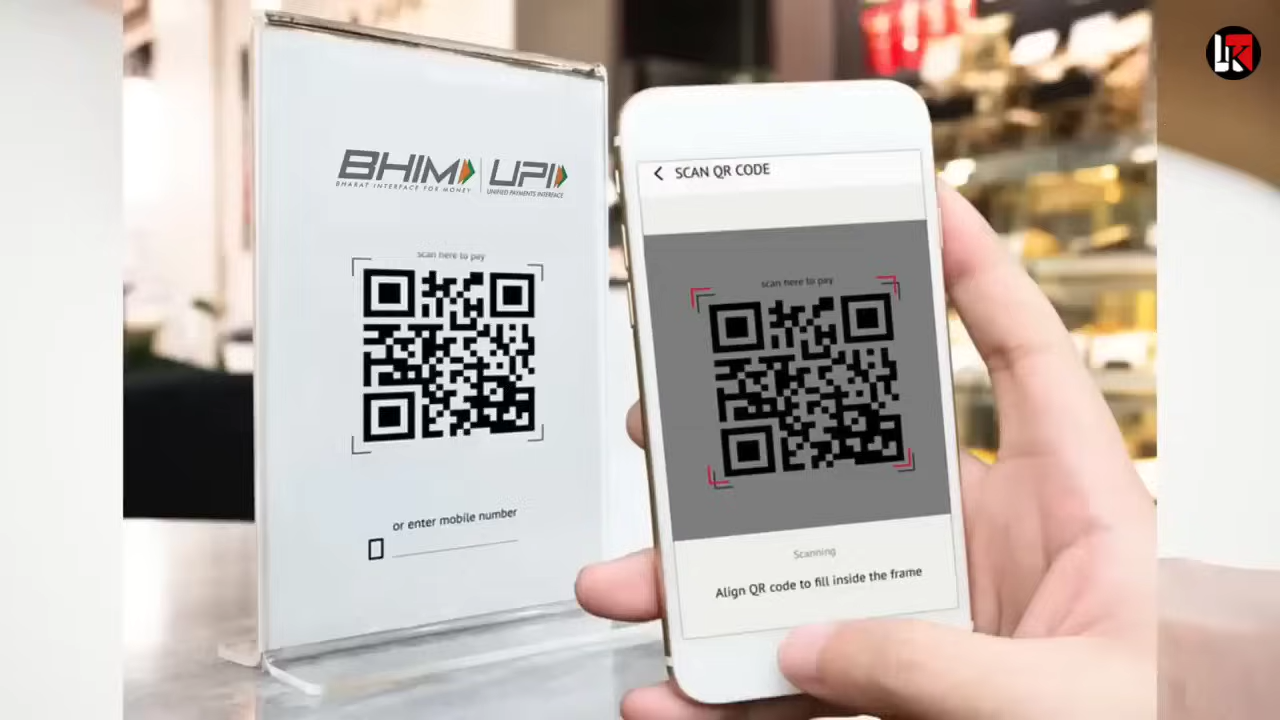 BHIM UPI
BHARAT INTERFACE FOR MONEY UNIFIED PAYMENTS INTERFACE
scan here to pay
or enter mobile number
SCAN QR CODE
scan here to pay
Scanning
Align QR code to fill inside the frame
LK